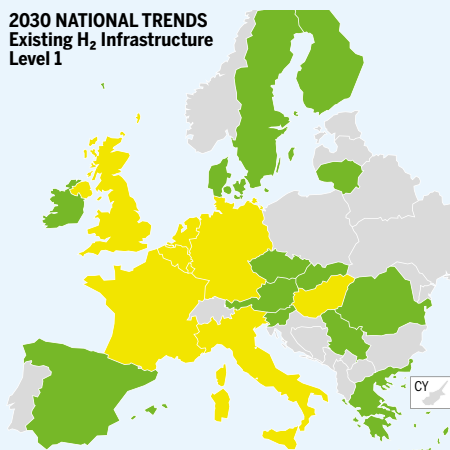 2030 NATIONAL TRENDS
Existing H₂ Infrastructure
Level 1
CY